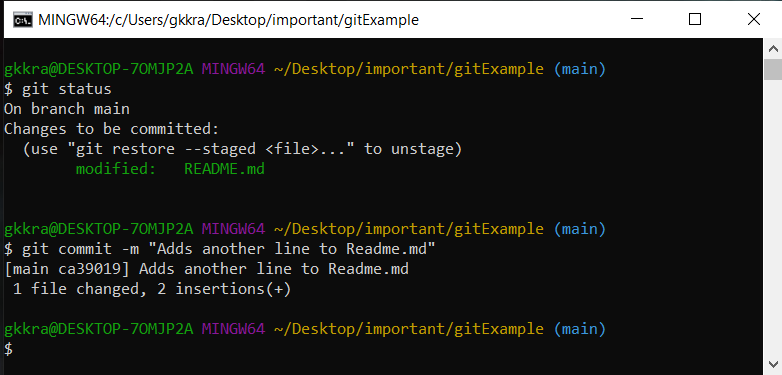 MINGW64:/c/Users/gkkra/Desktop/important/gitExample
gkkra@DESKTOP-7OMJP2A MINGW64 ~/Desktop/important/gitExample (main)
$ git status
On branch main
Changes to be committed:
  (use "git restore --staged <file>..." to unstage)
        modified:   README.md
gkkra@DESKTOP-7OMJP2A MINGW64 ~/Desktop/important/gitExample (main)
$ git commit -m "Adds another line to Readme.md"
[main ca39019] Adds another line to Readme.md
 1 file changed, 2 insertions(+)
gkkra@DESKTOP-7OMJP2A MINGW64 ~/Desktop/important/gitExample (main)
$